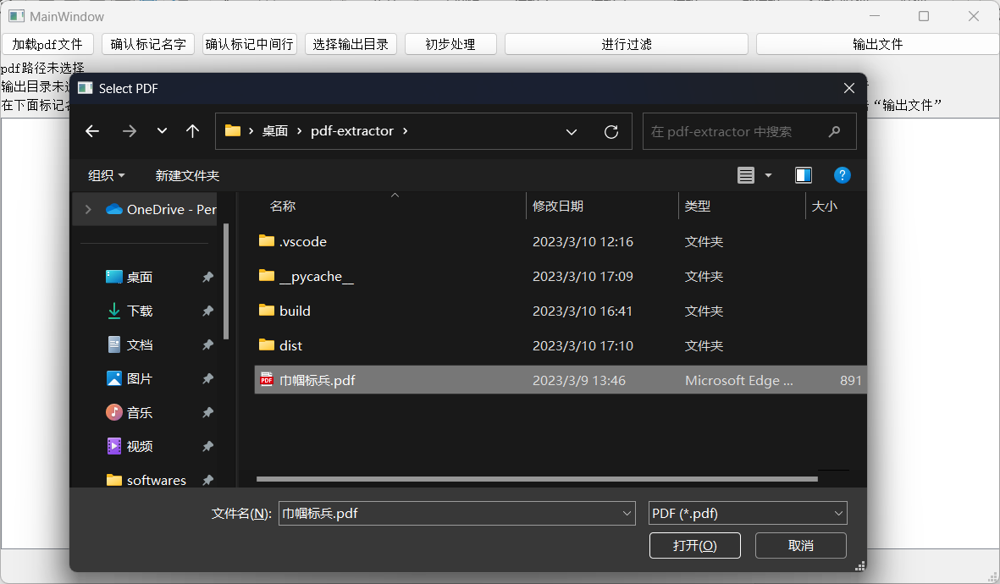 MainWindow
加载pdf文件 确认标记名字 确认标记中间行 选择输出目录 初步处理 进行过滤 输出文件
pdf路径未选择
输出目录未
在下面标记 “输出文件”
Select PDF
桌面 pdf-extractor
在 pdf-extractor 中搜索
组织 新建文件夹
OneDrive - Per
桌面
下载
文档
图片
音乐
视频
softwares
名称 修改日期 类型 大小
.vscode 2023/3/10 12:16 文件夹
__pycache__ 2023/3/10 17:09 文件夹
build 2023/3/10 16:41 文件夹
dist 2023/3/10 17:10 文件夹
巾帼标兵.pdf 2023/3/9 13:46 Microsoft Edge ... 891
文件名(N): 巾帼标兵.pdf PDF (*.pdf)
打开(O) 取消